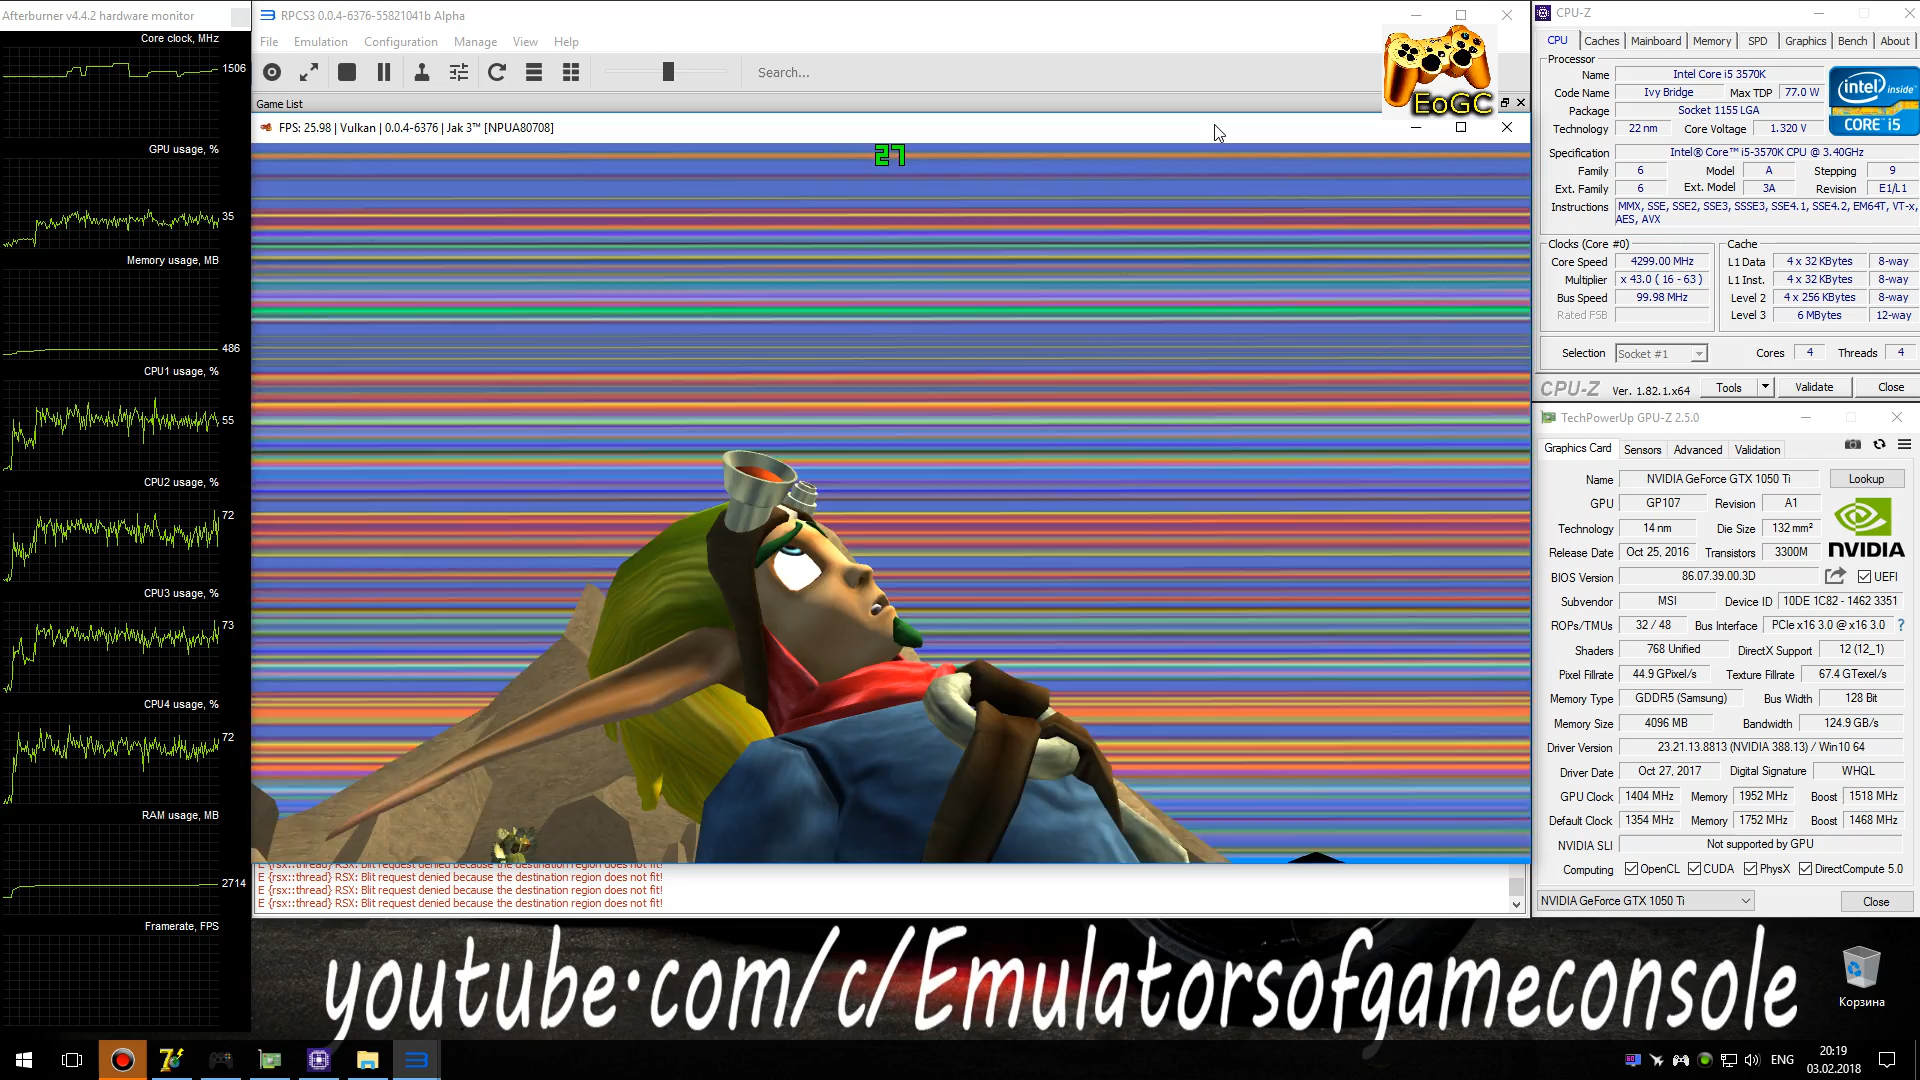 Afterburner v4.4.2 hardware monitor
Core clock, MHz
1506
GPU usage, %
35
Memory usage, MB
486
CPU1 usage, %
55
CPU2 usage, %
72
CPU3 usage, %
73
CPU4 usage, %
72
RAM usage, MB
2714
Framerate, FPS
RPCS3 0.0.4-6376-55821041b Alpha
File Emulation Configuration Manage View Help
Search...
EoGC
Game List
FPS: 25.98 | Vulkan | 0.0.4-6376 | Jak 3™ [NPUA80708]
27
E {rsx::thread} RSX: Blit request denied because the destination region does not fit!
E {rsx::thread} RSX: Blit request denied because the destination region does not fit!
E {rsx::thread} RSX: Blit request denied because the destination region does not fit!
E {rsx::thread} RSX: Blit request denied because the destination region does not fit!
CPU-Z
CPU Caches Mainboard Memory SPD Graphics Bench About
Processor
Name Intel Core i5 3570K
Code Name Ivy Bridge Max TDP 77.0 W
Package Socket 1155 LGA
Technology 22 nm Core Voltage 1.320 V
intel inside™
CORE i5
Specification Intel® Core™ i5-3570K CPU @ 3.40GHz
Family 6 Model A Stepping 9
Ext. Family 6 Ext. Model 3A Revision E1/L1
Instructions MMX, SSE, SSE2, SSE3, SSSE3, SSE4.1, SSE4.2, EM64T, VT-x,
AES, AVX
Clocks (Core #0) Cache
Core Speed 4299.00 MHz L1 Data 4 x 32 KBytes 8-way
Multiplier x 43.0 ( 16 - 63 ) L1 Inst. 4 x 32 KBytes 8-way
Bus Speed 99.98 MHz Level 2 4 x 256 KBytes 8-way
Rated FSB Level 3 6 MBytes 12-way
Selection Socket #1 Cores 4 Threads 4
CPU-Z Ver. 1.82.1.x64 Tools Validate Close
TechPowerUp GPU-Z 2.5.0
Graphics Card Sensors Advanced Validation
Name NVIDIA GeForce GTX 1050 Ti Lookup
GPU GP107 Revision A1
Technology 14 nm Die Size 132 mm²
Release Date Oct 25, 2016 Transistors 3300M
NVIDIA
BIOS Version 86.07.39.00.3D UEFI
Subvendor MSI Device ID 10DE 1C82 - 1462 3351
ROPs/TMUs 32 / 48 Bus Interface PCIe x16 3.0 @ x16 3.0 ?
Shaders 768 Unified DirectX Support 12 (12_1)
Pixel Fillrate 44.9 GPixel/s Texture Fillrate 67.4 GTexel/s
Memory Type GDDR5 (Samsung) Bus Width 128 Bit
Memory Size 4096 MB Bandwidth 124.9 GB/s
Driver Version 23.21.13.8813 (NVIDIA 388.13) / Win10 64
Driver Date Oct 27, 2017 Digital Signature WHQL
GPU Clock 1404 MHz Memory 1952 MHz Boost 1518 MHz
Default Clock 1354 MHz Memory 1752 MHz Boost 1468 MHz
NVIDIA SLI Not supported by GPU
Computing OpenCL CUDA PhysX DirectCompute 5.0
NVIDIA GeForce GTX 1050 Ti Close
youtube.com/c/Emulatorsofgameconsole
Корзина
ENG
20:19
03.02.2018